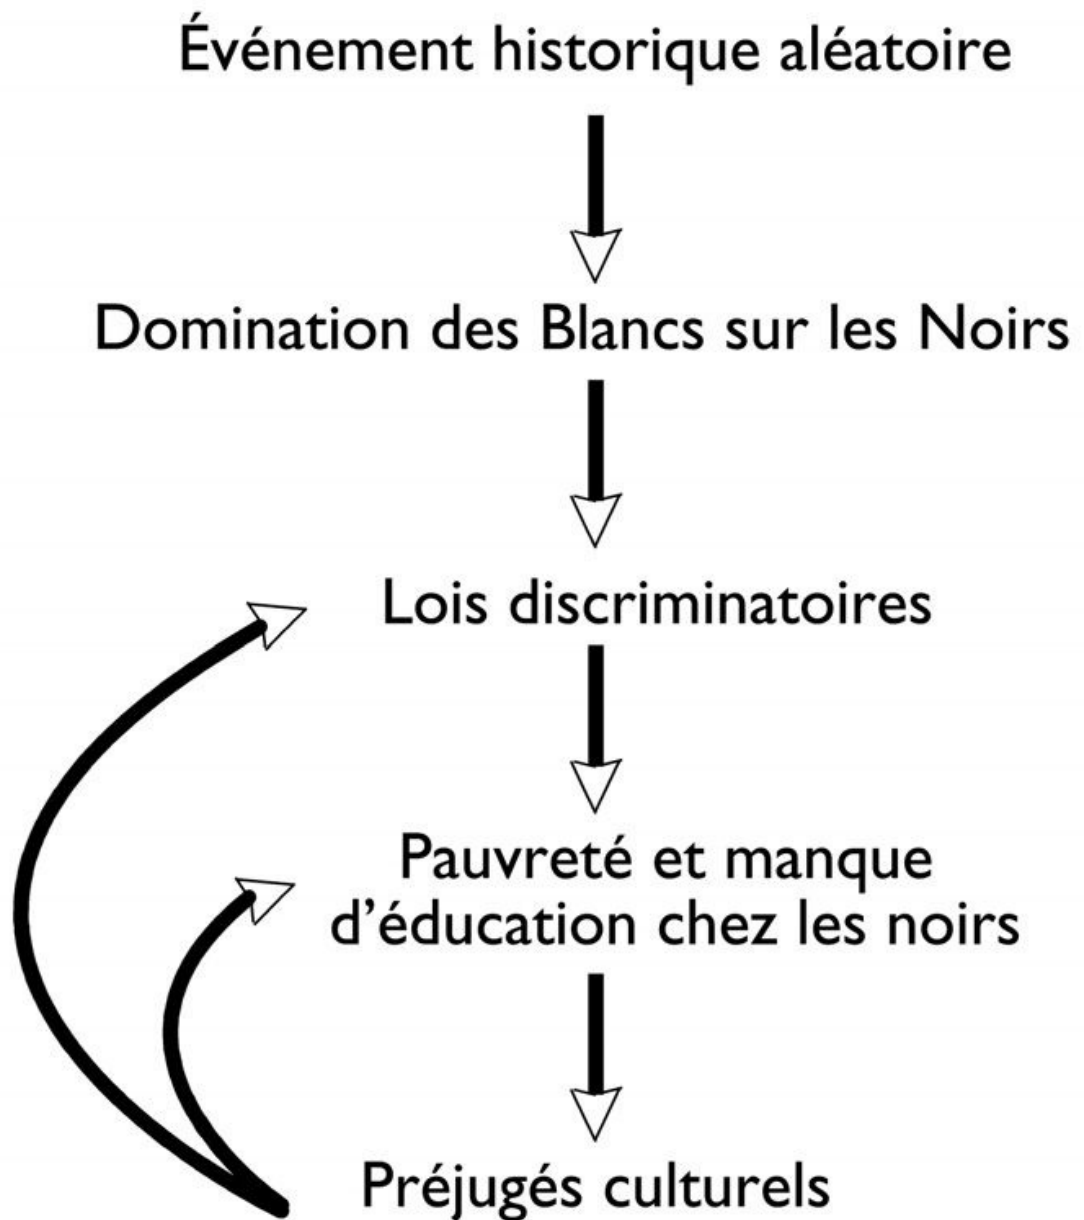 Événement historique aléatoire
Domination des Blancs sur les Noirs
Lois discriminatoires
Pauvreté et manque
d’éducation chez les noirs
Préjugés culturels